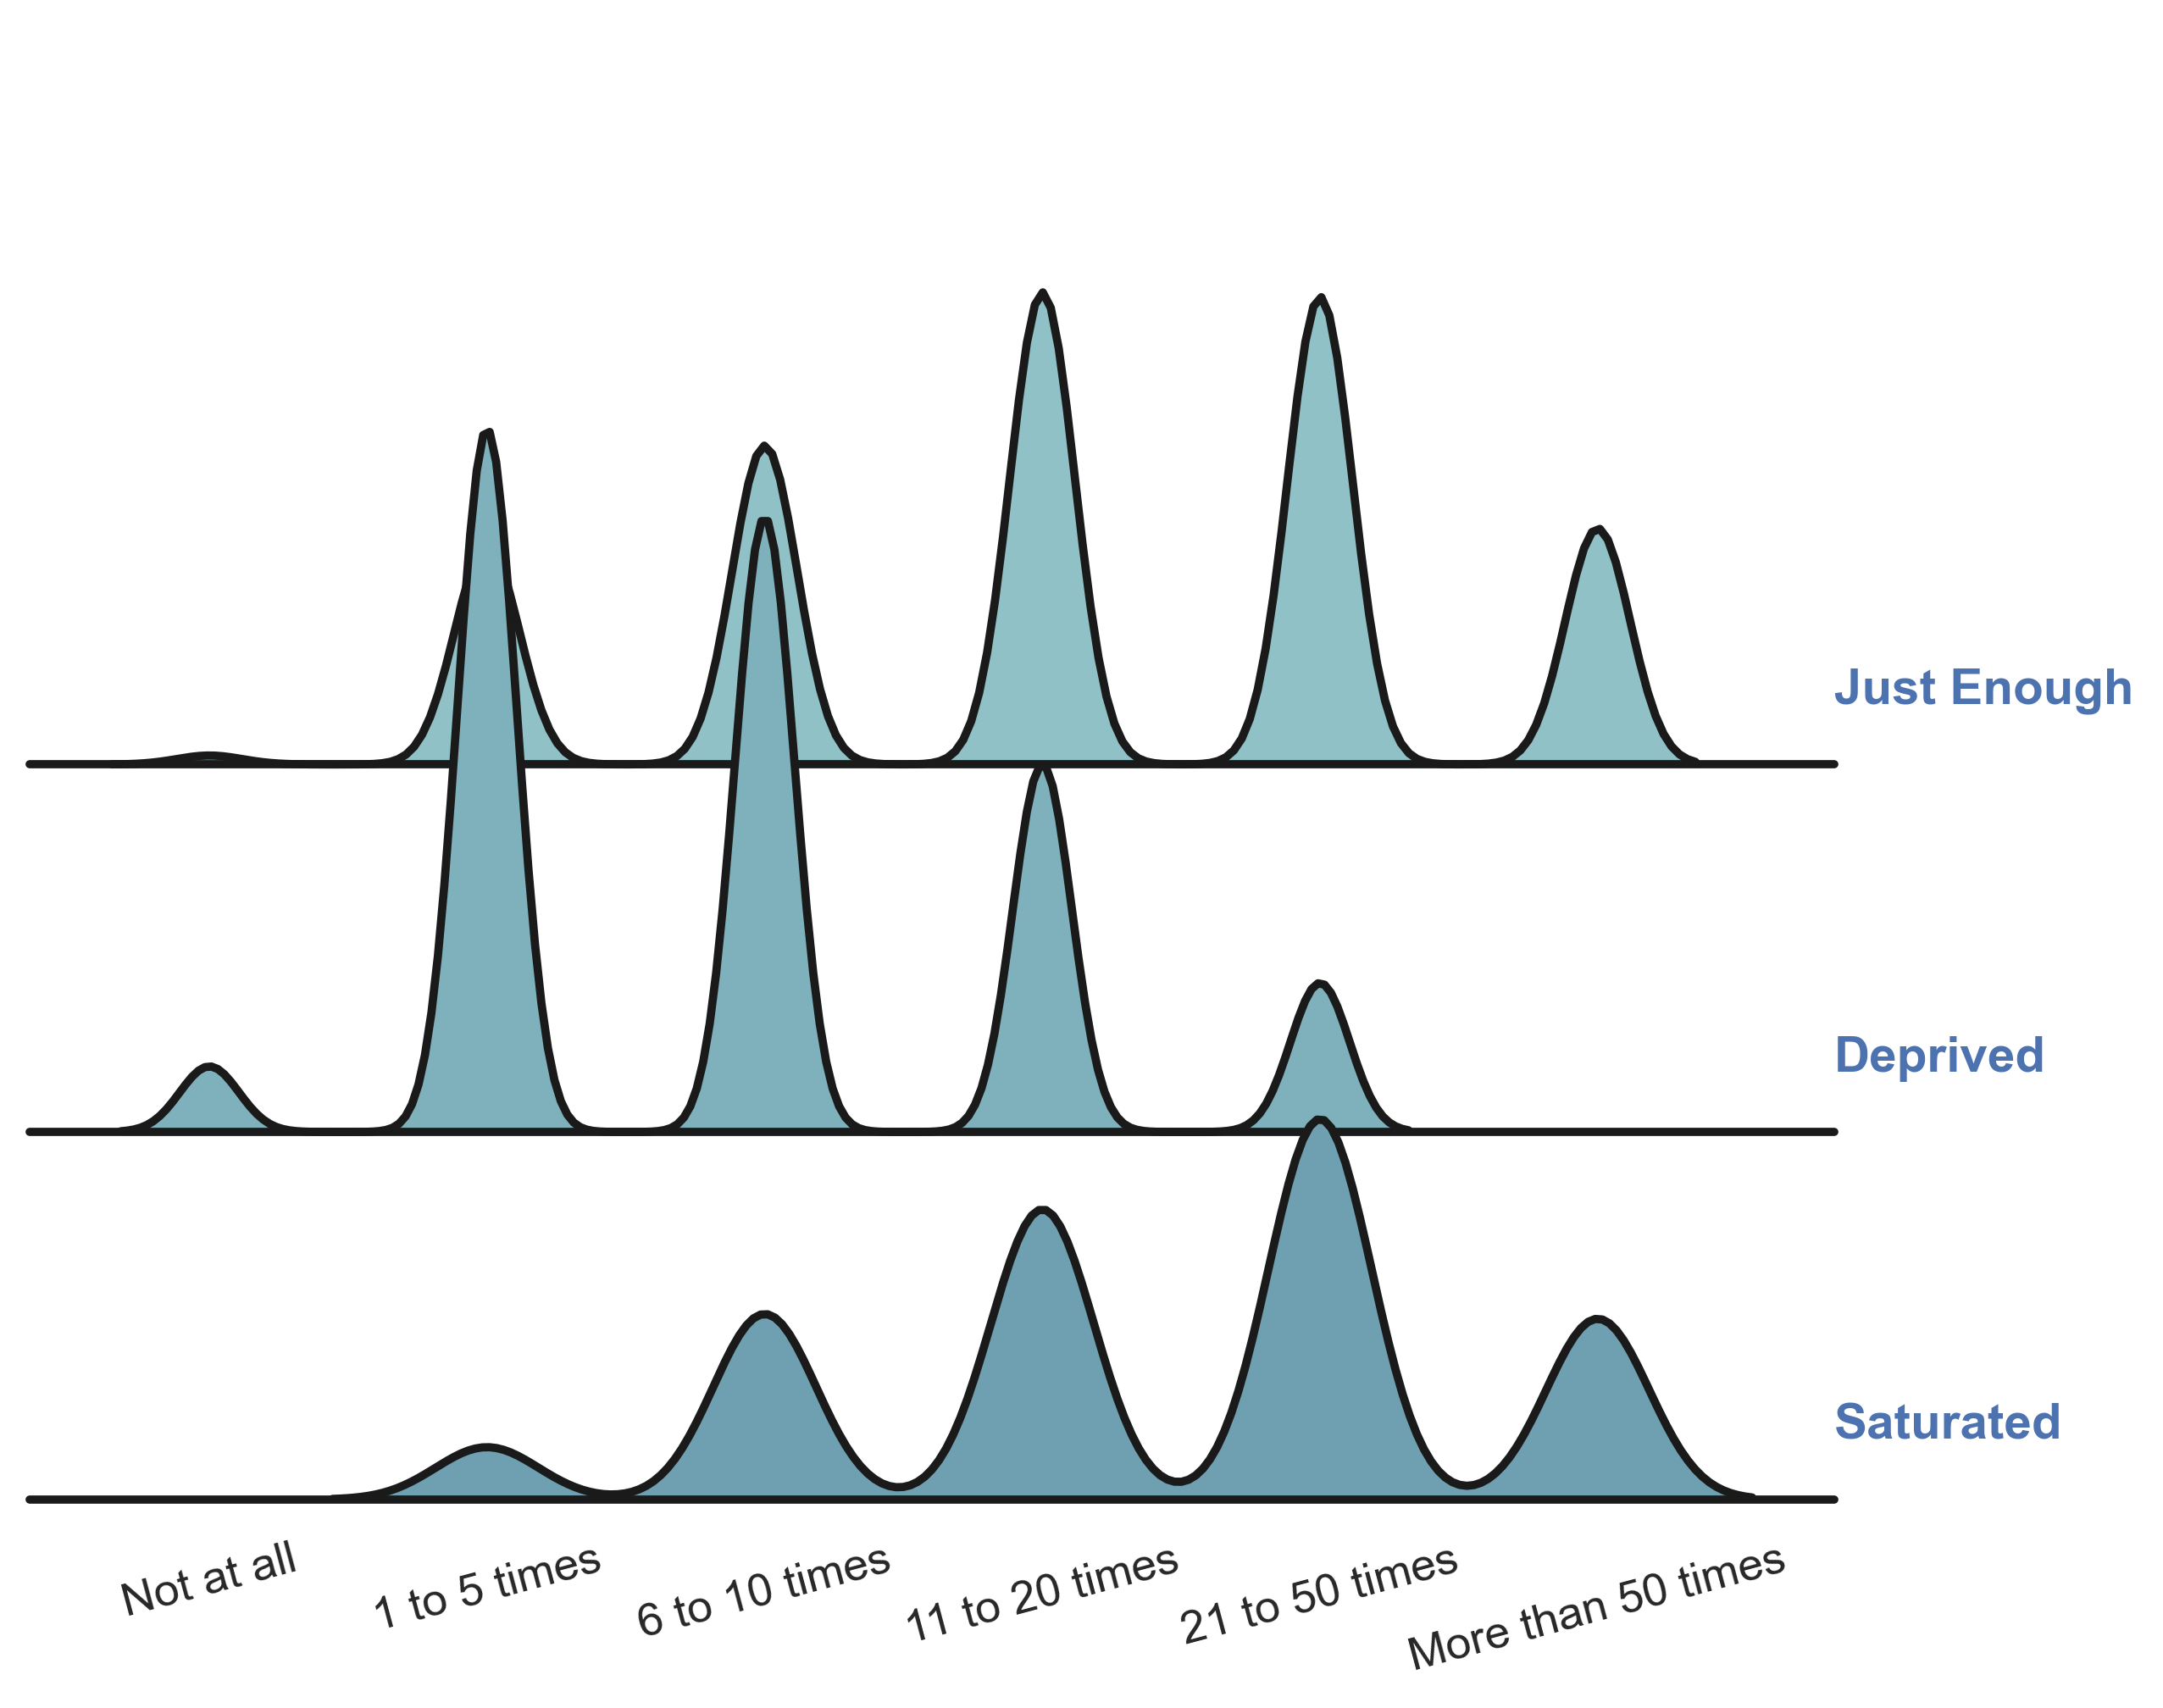 Just Enough
Deprived
Saturated
Not at all
1 to 5 times
6 to 10 times
11 to 20 times
21 to 50 times
More than 50 times